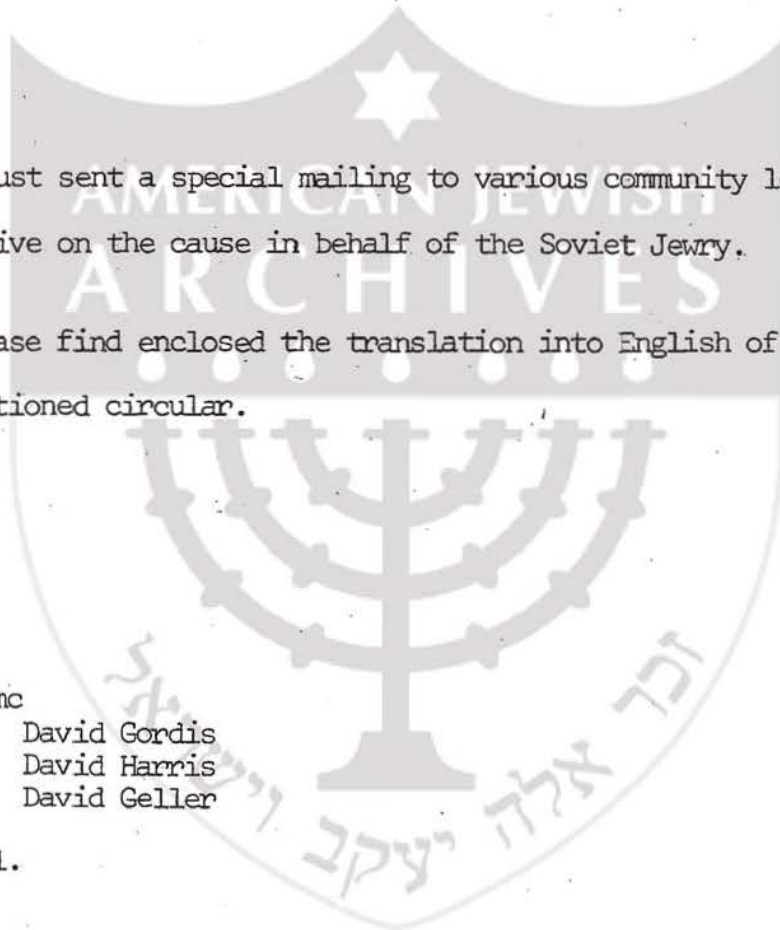 AMERICAN JEWISH
ARCHIVES
ust sent a special mailing to various community l
ive on the cause in behalf of the Soviet Jewry.
ase find enclosed the translation into English of
tioned circular.
David Gordis
David Harris
David Geller
זכר אלה יעקב וישראל